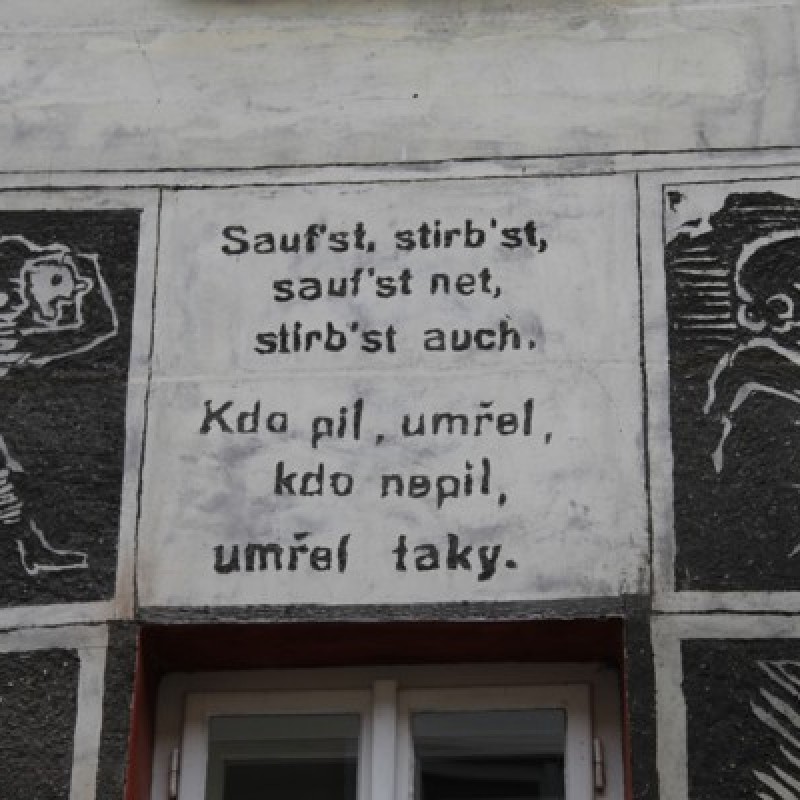 Sauf'st, stirb'st,
sauf'st net,
stirb'st auch.
Kdo pil, umřel,
kdo nepil,
umřel taky.